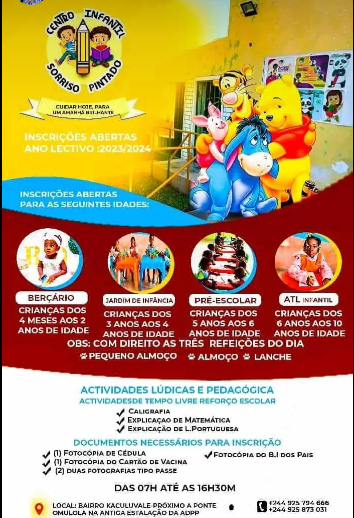 CENTRO INFANTIL
SORRISO PINTADO
CUIDAR HOJE, PARA
UM AMANHÃ BRILHANTE
INSCRIÇÕES ABERTAS
ANO LECTIVO :2023/2024
INSCRIÇÕES ABERTAS
PARA AS SEGUINTES IDADES:
BERÇÁRIO
CRIANÇAS DOS
4 MESES AOS 2
ANOS DE IDADE
JARDIM DE INFÂNCIA
CRIANÇAS DOS
3 ANOS AOS 4
ANOS DE IDADE
PRÉ-ESCOLAR
CRIANÇAS DOS
5 ANOS AOS 6
ANOS DE IDADE
ATL INFANTIL
CRIANÇAS DOS
6 ANOS AOS 10
ANOS DE IDADE
OBS: COM DIREITO AS TRÊS REFEIÇÕES DO DIA
PEQUENO ALMOÇO ALMOÇO LANCHE
ACTIVIDADES LÚDICAS E PEDAGÓGICA
ACTIVIDADESDE TEMPO LIVRE REFORÇO ESCOLAR
CALIGRAFIA
EXPLICAÇAO DE MATEMÁTICA
EXPLICAÇÃO DE L.PORTUGUESA
DOCUMENTOS NECESSÁRIOS PARA INSCRIÇÃO
(1) FOTOCÓPIA DE CÉDULA
(1) FOTOCÓPIA DO CARTÃO DE VACINA
(2) DUAS FOTOGRAFIAS TIPO PASSE
FOTOCÓPIA DO B.I DOS PAIS
DAS 07H ATÉ AS 16H30M
LOCAL: BAIRRO KACULUVALE-PRÓXIMO A PONTE
OMULOLA NA ANTIGA ESTALAÇÃO DA ADPP
+244 925 794 666
+244 925 873 031